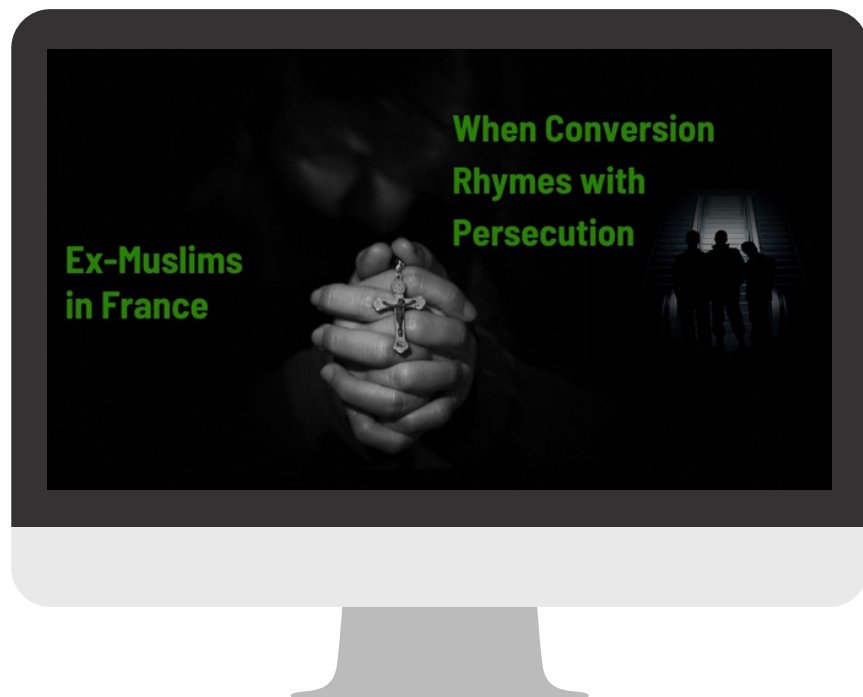 Ex-Muslims
in France
When Conversion
Rhymes with
Persecution